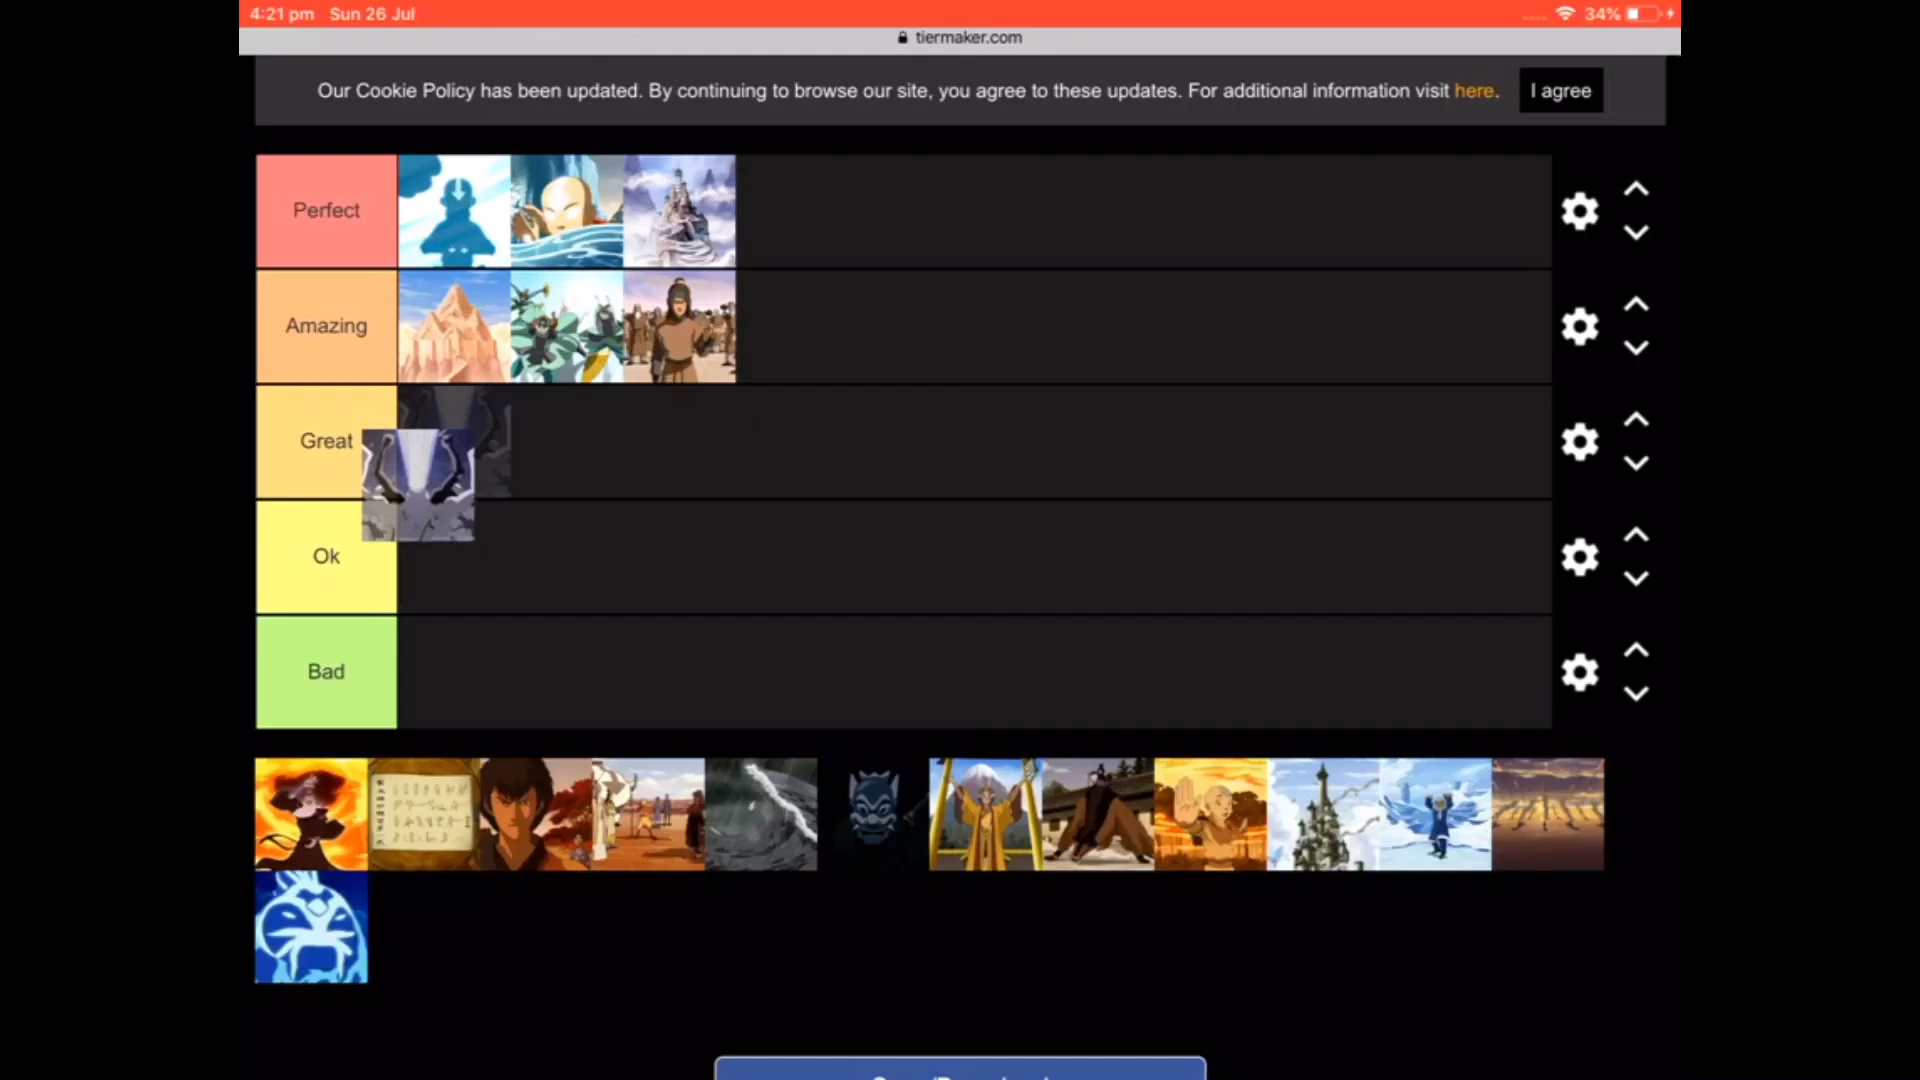 4:21 pm Sun 26 Jul
34%
tiermaker.com
Our Cookie Policy has been updated. By continuing to browse our site, you agree to these updates. For additional information visit here. I agree
Perfect
Amazing
Great
Ok
Bad